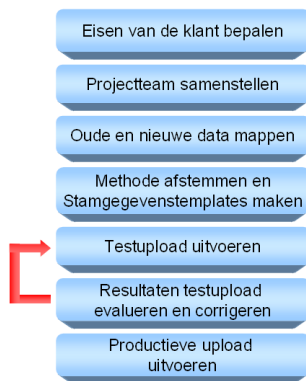 Eisen van de klant bepalen
Projectteam samenstellen
Oude en nieuwe data mappen
Methode afstemmen en
Stamgegevenstemplates maken
Testupload uitvoeren
Resultaten testupload
evalueren en corrigeren
Productieve upload
uitvoeren